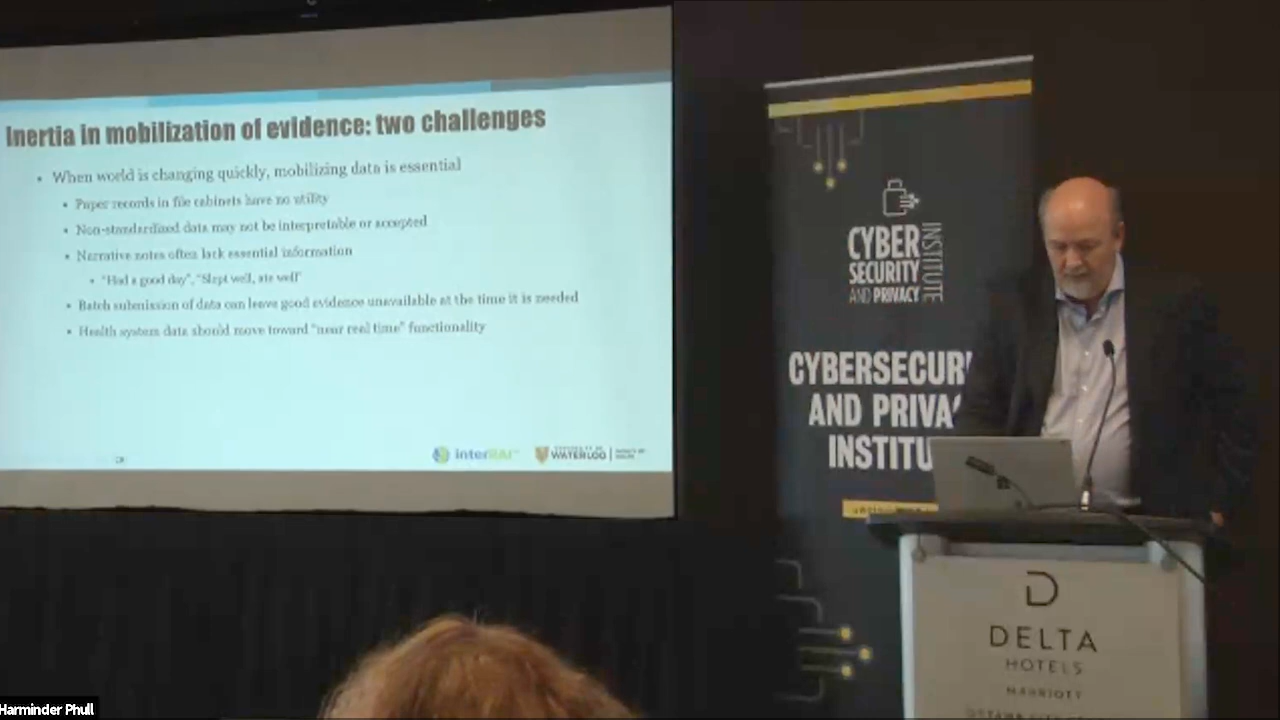 Inertia in mobilization of evidence: two challenges
• When world is changing quickly, mobilizing data is essential
• Paper records in file cabinets have no utility
• Non-standardized data may not be interpretable or accepted
• Narrative notes often lack essential information
• "Had a good day", "Slept well, ate well"
• Batch submission of data can leave good evidence unavailable at the time it is needed
• Health system data should move toward "near real time" functionality
interRAI
WATERLOO
CYBER
SECURITY
AND PRIVACY
INSTITUTE
CYBERSECURI
AND PRIVA
INSTITU
DELTA
HOTELS
MARRIOTT
OTTAWA
Harminder Phull